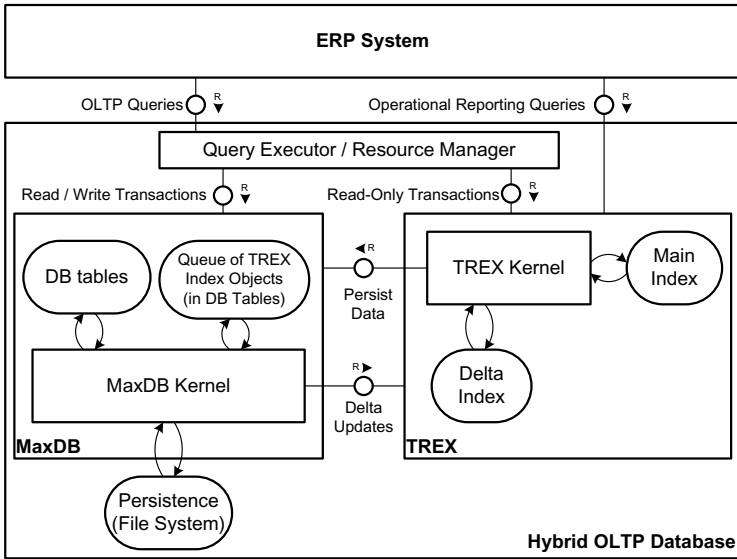 ERP System
R
OLTP Queries
Operational Reporting Queries
R
Query Executor / Resource Manager
Read / Write Transactions
R
Read-Only Transactions
R
DB tables
Queue of TREX
Index Objects
(in DB Tables)
R
Persist
Data
TREX Kernel
Main
Index
MaxDB Kernel
R
Delta
Updates
Delta
Index
MaxDB
TREX
Persistence
(File System)
Hybrid OLTP Database